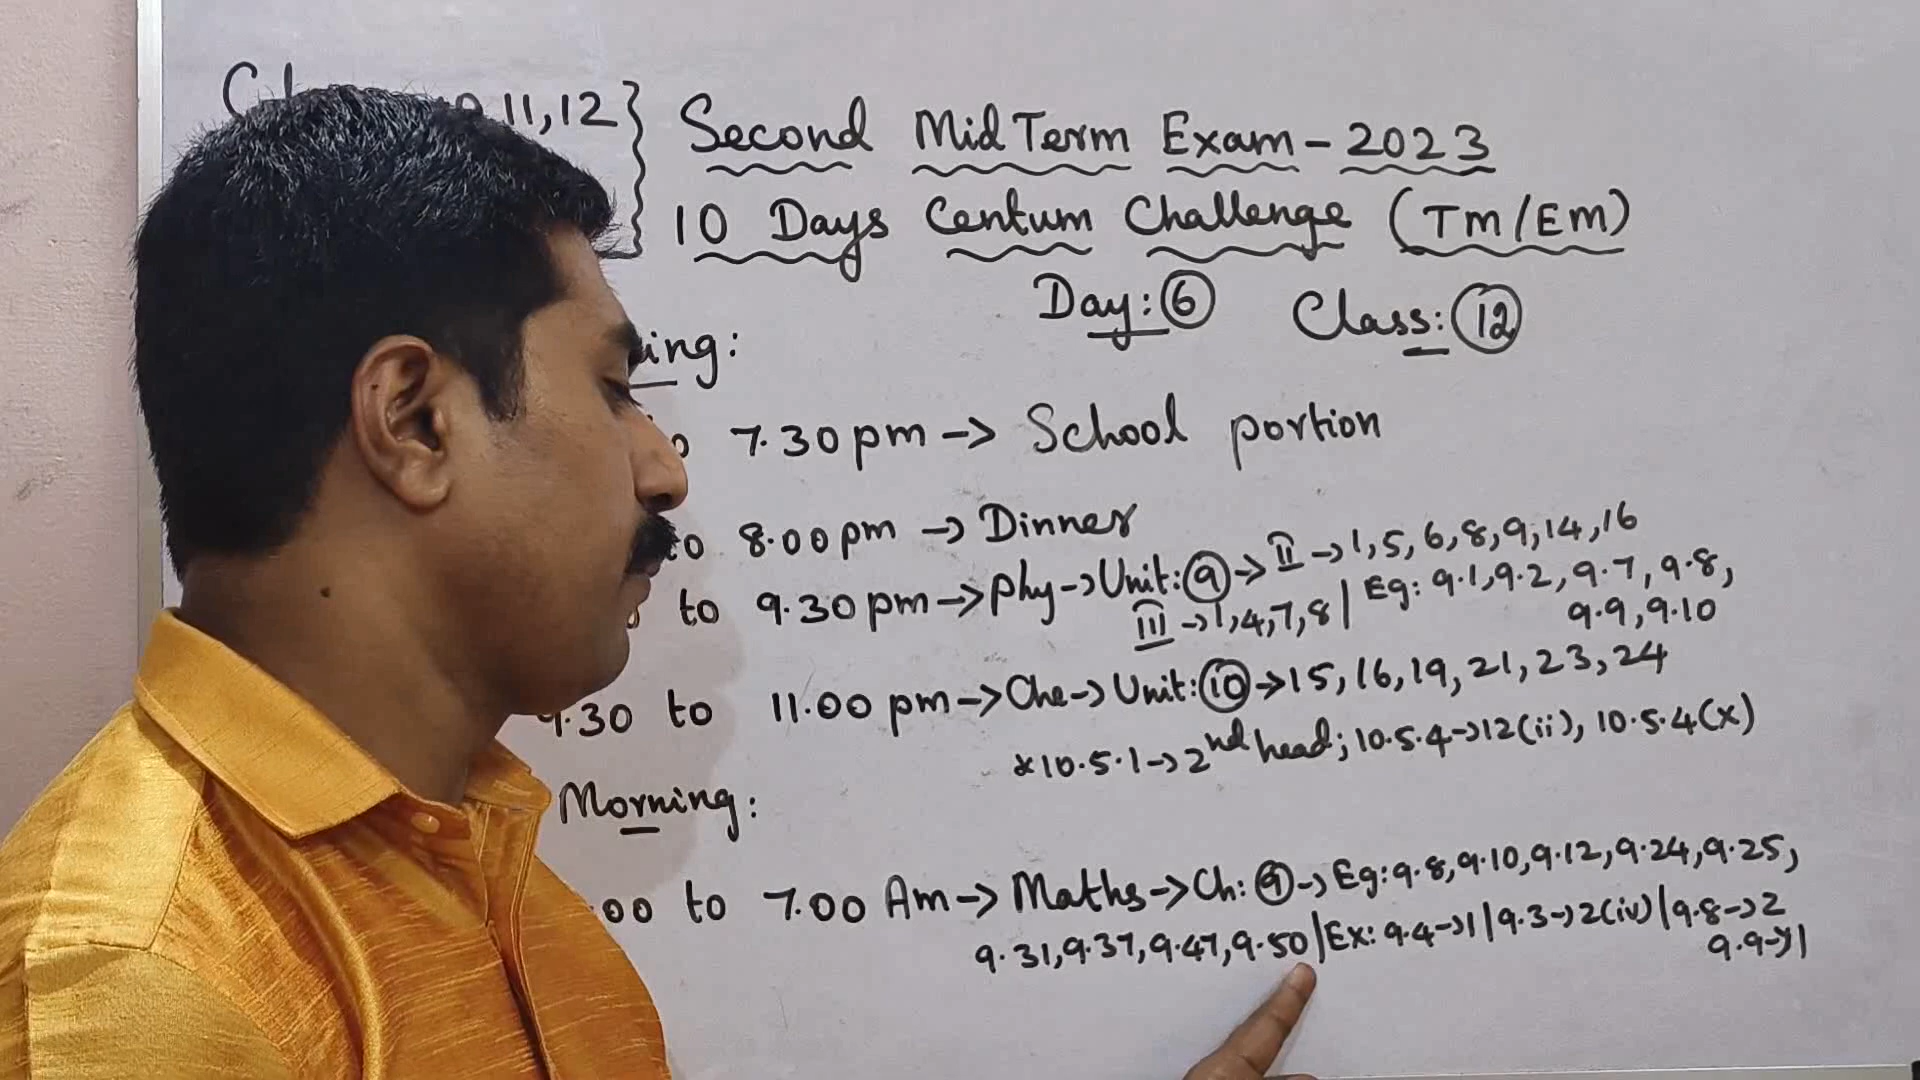 11,12} Second Mid Term Exam - 2023
10 Days Centum Challenge (TM/EM)
Day: 6 Class: 12
ing:
7.30 pm -> School portion
to 8.00 pm -> Dinner
to 9.30 pm -> Phy -> Unit: 9 -> II -> 1, 5, 6, 8, 9, 14, 16
III -> 1, 4, 7, 8 | Eg: 9.1, 9.2, 9.7, 9.8,
9.9, 9.10
9.30 to 11.00 pm -> Che -> Unit: 10 -> 15, 16, 19, 21, 23, 24
*10.5.1 -> 2nd head; 10.5.4 -> 12(ii), 10.5.4(x)
Morning:
.00 to 7.00 Am -> Maths -> Ch: 9 -> Eg: 9.8, 9.10, 9.12, 9.24, 9.25,
9.31, 9.37, 9.47, 9.50 | Ex: 9.4 -> 1 | 9.3 -> 2(iv) | 9.8 -> 2
9.9 -> 1